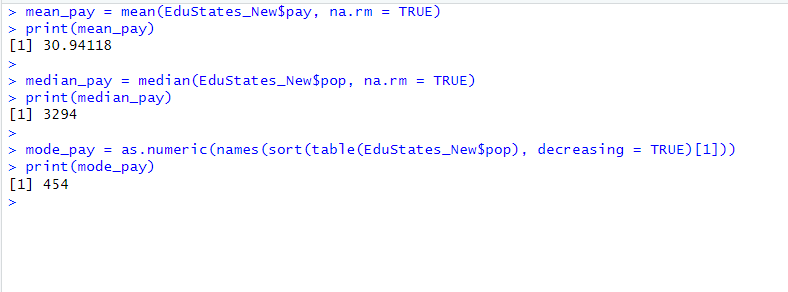 > mean_pay = mean(EduStates_New$pay, na.rm = TRUE)
> print(mean_pay)
[1] 30.94118
>
> median_pay = median(EduStates_New$pop, na.rm = TRUE)
> print(median_pay)
[1] 3294
>
> mode_pay = as.numeric(names(sort(table(EduStates_New$pop), decreasing = TRUE)[1]))
> print(mode_pay)
[1] 454
>